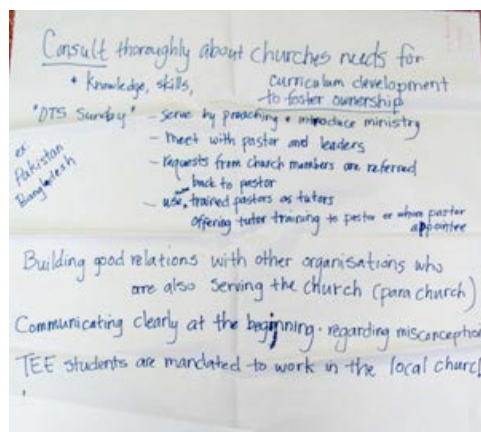 Consult thoroughly about churches needs for
* Knowledge, skills, curriculum development
to foster ownership
"OTS Sunday" - serve by preaching + introduce ministry
- meet with pastor and leaders
ex.
Pakistan
Bangladesh
- requests from church members are referred
back to pastor
- use trained pastors as tutors
offering tutor training to pastor or whom pastor
appointee
Building good relations with other organisations who
are also serving the church (para church)
Communicating clearly at the beginning - regarding misconception
TEE students are mandated to work in the local church